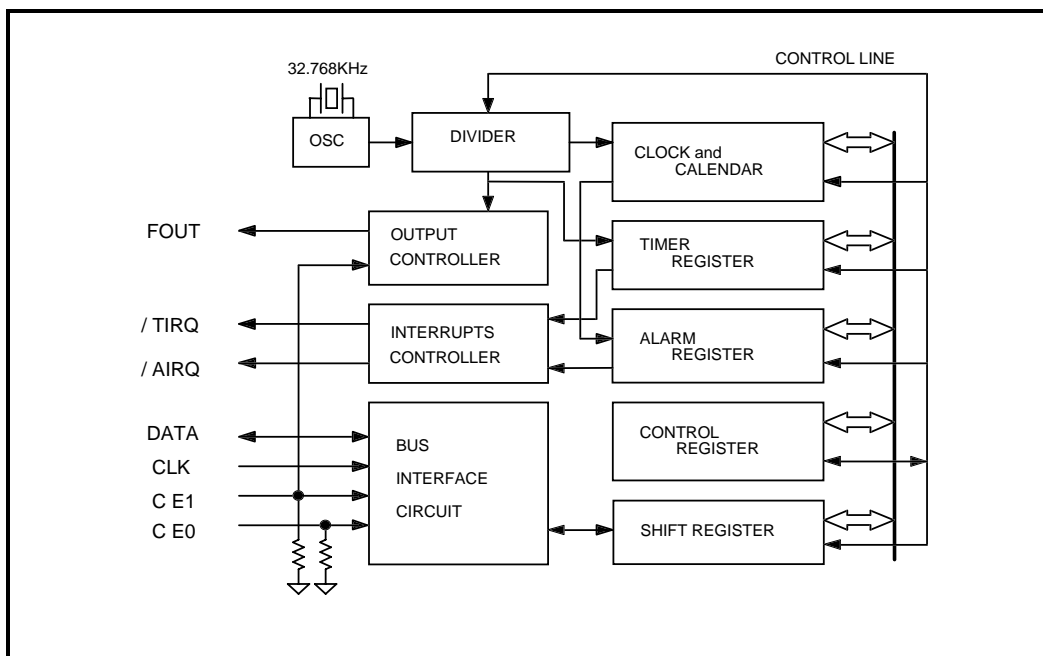 CONTROL LINE
32.768KHz
OSC
DIVIDER
CLOCK and
CALENDAR
FOUT
OUTPUT
CONTROLLER
TIMER
REGISTER
/ TIRQ
/ AIRQ
INTERRUPTS
CONTROLLER
ALARM
REGISTER
DATA
CLK
C E1
C E0
BUS
INTERFACE
CIRCUIT
CONTROL
REGISTER
SHIFT REGISTER